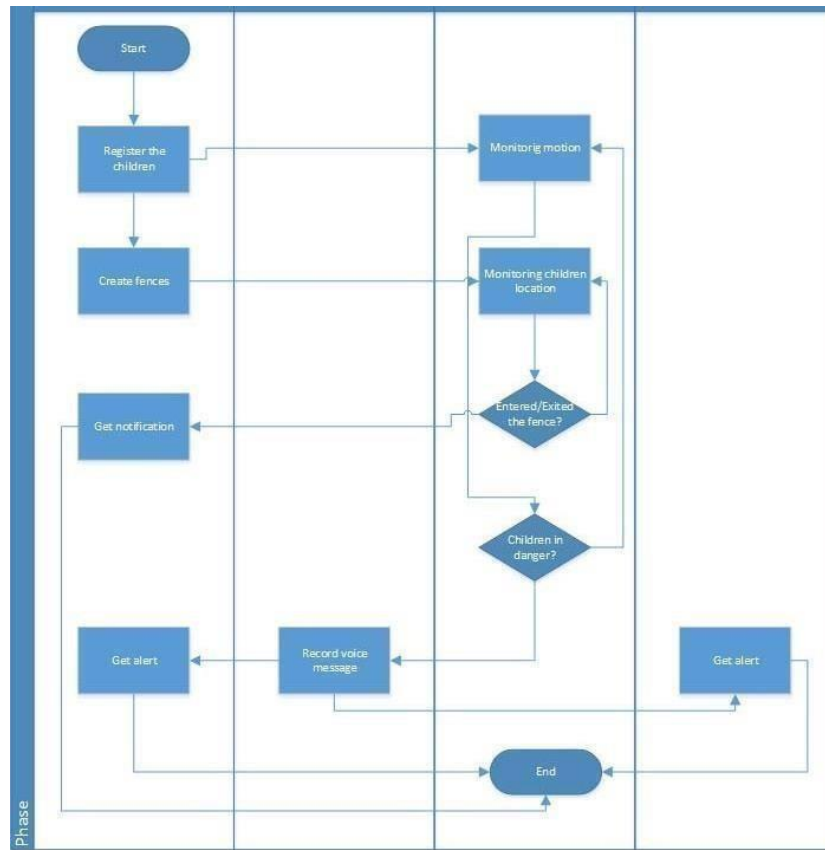 Start
Register the
children
Monitorig motion
Create fences
Monitoring children
location
Entered/Exited
the fence?
Get notification
Children in
danger?
Get alert
Record voice
message
Get alert
End
Phase